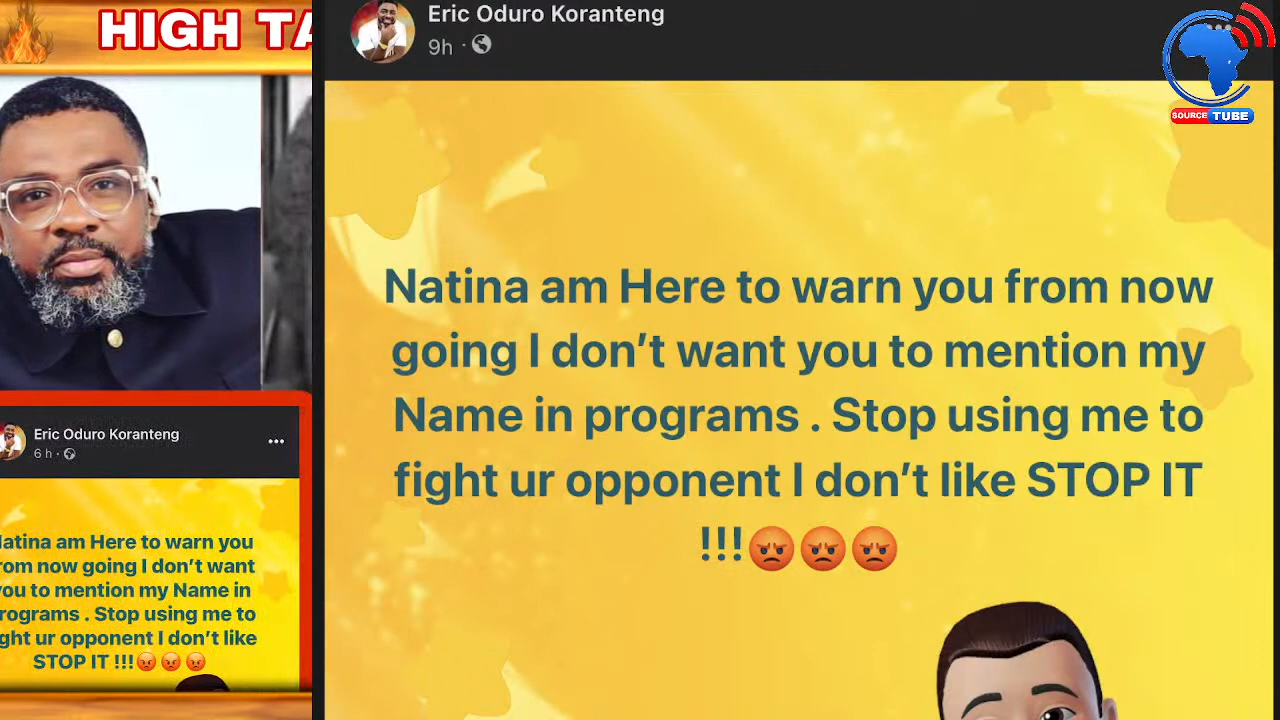 HIGH TA
Eric Oduro Koranteng
9h ·
SOURCE TUBE
Natina am Here to warn you from now
going I don’t want you to mention my
Name in programs . Stop using me to
fight ur opponent I don’t like STOP IT
!!!😡😡😡
Eric Oduro Koranteng
6 h ·
latina am Here to warn you
rom now going I don’t want
ou to mention my Name in
rograms . Stop using me to
ght ur opponent I don’t like
STOP IT !!!😡😡😡